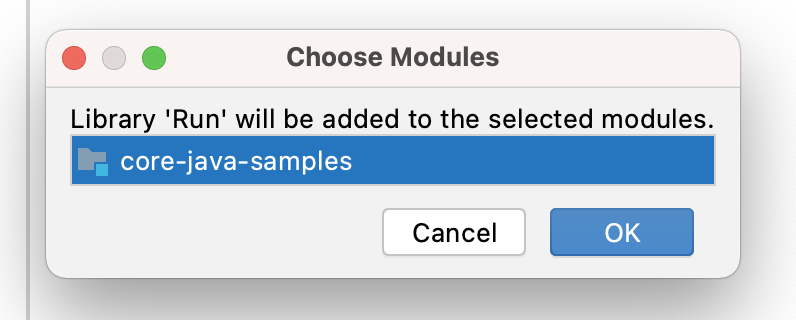 Choose Modules
Library 'Run' will be added to the selected modules.
core-java-samples
Cancel OK